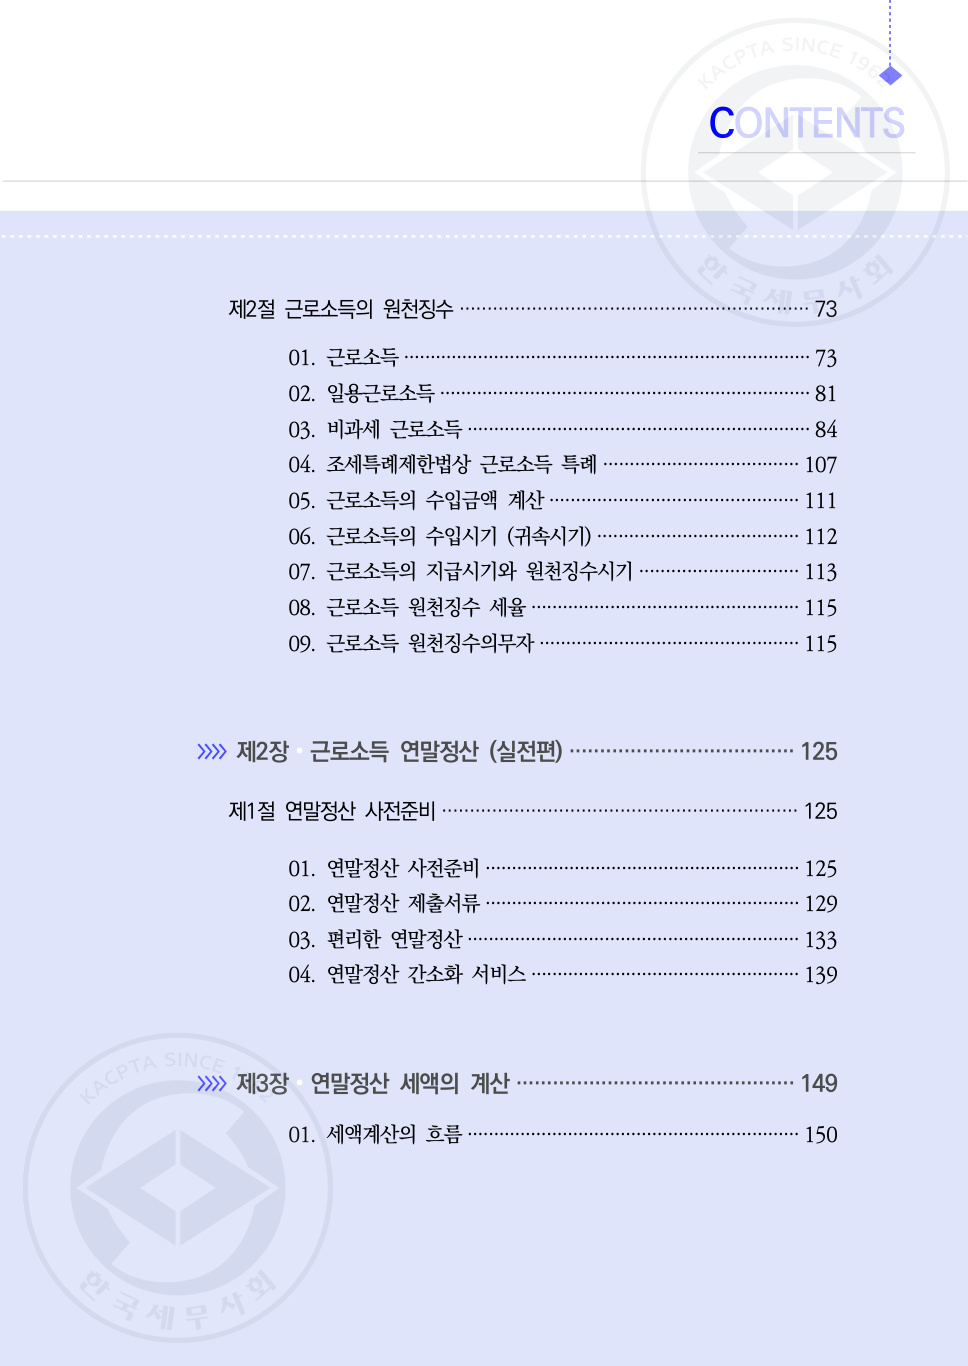 KACPTA SINCE 1962
CONTENTS
한국세무사회
제2절 근로소득의 원천징수 ········ 73
01. 근로소득 ········ 73
02. 일용근로소득 ········ 81
03. 비과세 근로소득 ········ 84
04. 조세특례제한법상 근로소득 특례 ········ 107
05. 근로소득의 수입금액 계산 ········ 111
06. 근로소득의 수입시기 (귀속시기) ········ 112
07. 근로소득의 지급시기와 원천징수시기 ········ 113
08. 근로소득 원천징수 세율 ········ 115
09. 근로소득 원천징수의무자 ········ 115
제2장 · 근로소득 연말정산 (실전편) ········ 125
제1절 연말정산 사전준비 ········ 125
01. 연말정산 사전준비 ········ 125
02. 연말정산 제출서류 ········ 129
03. 편리한 연말정산 ········ 133
04. 연말정산 간소화 서비스 ········ 139
KACPTA SINCE 1962
제3장 · 연말정산 세액의 계산 ········ 149
01. 세액계산의 흐름 ········ 150
한국세무사회